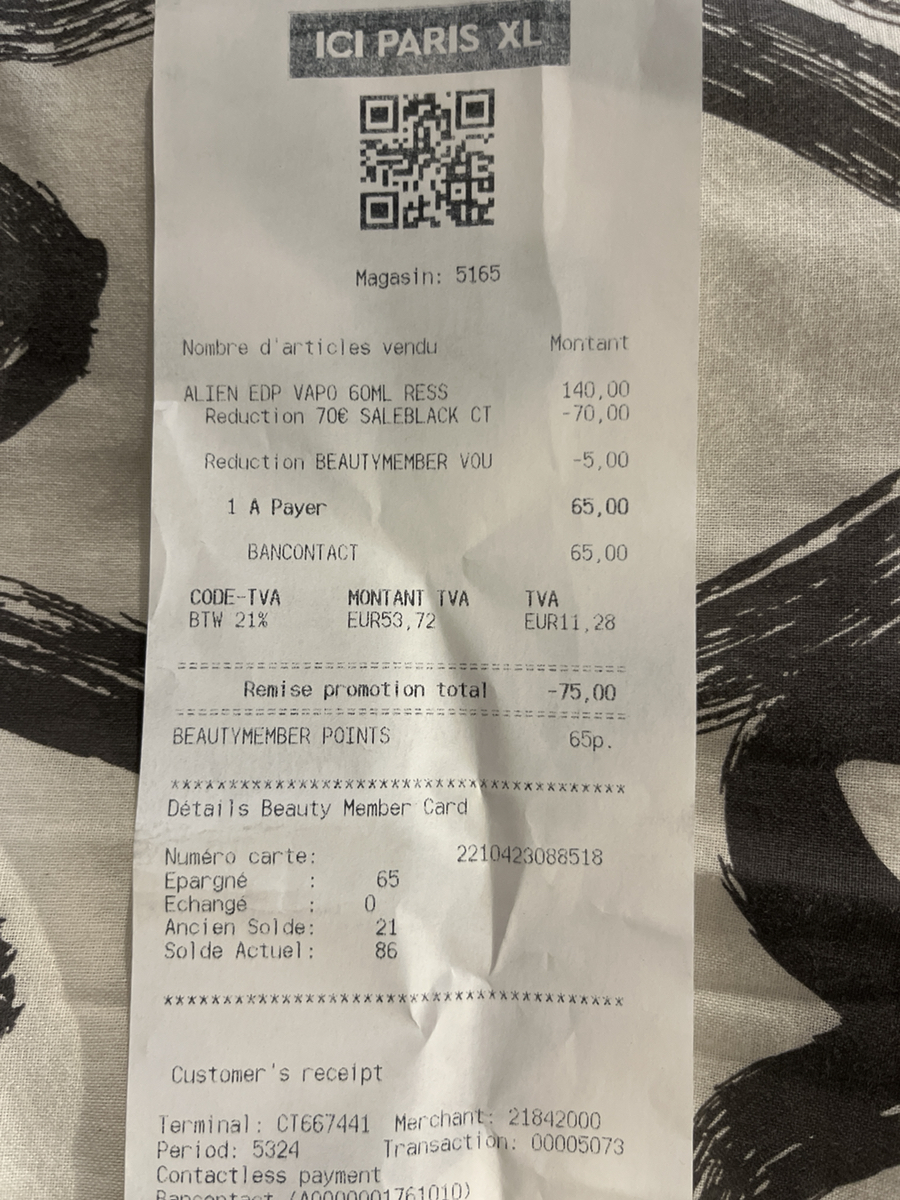 ICI PARIS XL
Magasin: 5165
Nombre d'articles vendu Montant
ALIEN EDP VAPO 60ML RESS 140,00
Reduction 70€ SALEBLACK CT -70,00
Reduction BEAUTYMEMBER VOU -5,00
1 A Payer 65,00
BANCONTACT 65,00
CODE-TVA MONTANT TVA TVA
BTW 21% EUR53,72 EUR11,28
========================================
Remise promotion total -75,00
========================================
BEAUTYMEMBER POINTS 65p.
****************************************
Détails Beauty Member Card
Numéro carte: 2210423088518
Epargné : 65
Echangé : 0
Ancien Solde: 21
Solde Actuel: 86
****************************************
Customer's receipt
Terminal: CT667441 Merchant: 21842000
Period: 5324 Transaction: 00005073
Contactless payment
Bancontact (A0000001761010)